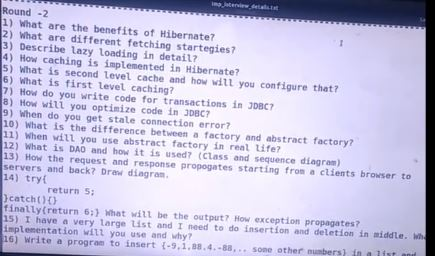 imp_interview_details.txt
Round -2
1) What are the benefits of Hibernate?
2) What are different fetching startegies?
3) Describe lazy loading in detail?
4) How caching is implemented in Hibernate?
5) What is second level cache and how will you configure that?
6) What is first level caching?
7) How do you write code for transactions in JDBC?
8) How will you optimize code in JDBC?
9) When do you get stale connection error?
10) What is the difference between a factory and abstract factory?
11) When will you use abstract factory in real life?
12) What is DAO and how it is used? (Class and sequence diagram)
13) How the request and response propogates starting from a clients browser to
servers and back? Draw diagram.
14) try{
return 5;
}catch(){}
finally{return 6;} What will be the output? How exception propagates?
15) I have a very large list and I need to do insertion and deletion in middle.
implementation will you use and why?
16) Write a program to insert {-9,1,88.4.-88,.. some other numbers} in a list and